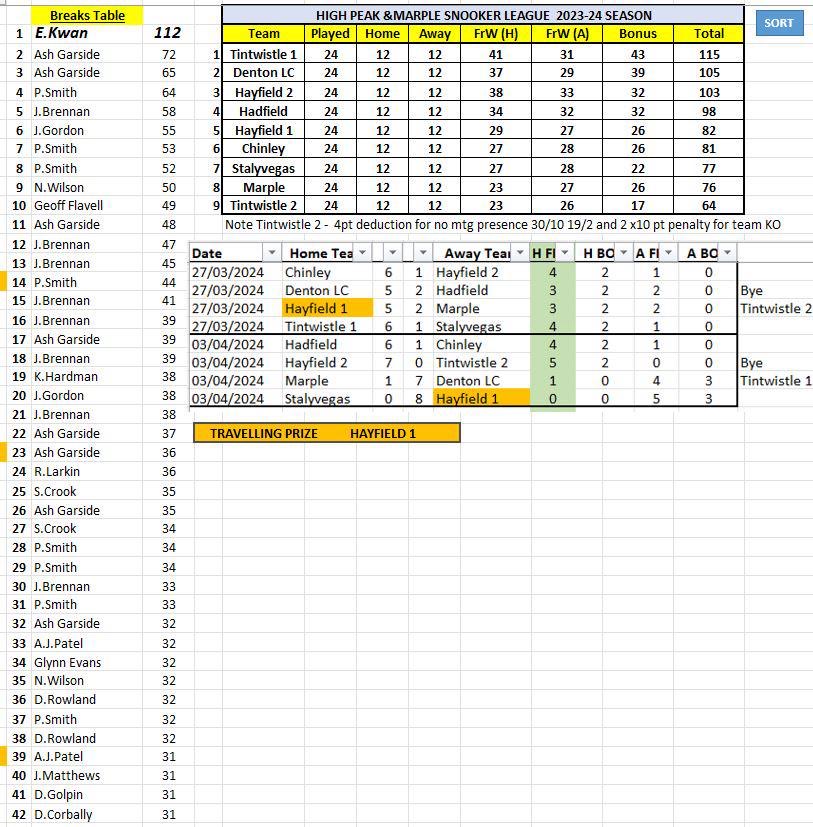 Breaks Table
1 E.Kwan 112
2 Ash Garside 72
3 Ash Garside 65
4 P.Smith 64
5 J.Brennan 58
6 J.Gordon 55
7 P.Smith 53
8 P.Smith 52
9 N.Wilson 50
10 Geoff Flavell 49
11 Ash Garside 48
12 J.Brennan 47
13 J.Brennan 45
14 P.Smith 44
15 J.Brennan 41
16 J.Brennan 39
17 Ash Garside 39
18 J.Brennan 39
19 K.Hardman 38
20 J.Gordon 38
21 J.Brennan 38
22 Ash Garside 37
23 Ash Garside 36
24 R.Larkin 36
25 S.Crook 35
26 Ash Garside 35
27 S.Crook 34
28 P.Smith 34
29 P.Smith 34
30 J.Brennan 33
31 P.Smith 33
32 Ash Garside 32
33 A.J.Patel 32
34 Glynn Evans 32
35 N.Wilson 32
36 D.Rowland 32
37 P.Smith 32
38 D.Rowland 32
39 A.J.Patel 31
40 J.Matthews 31
41 D.Golpin 31
42 D.Corbally 31
HIGH PEAK &MARPLE SNOOKER LEAGUE 2023-24 SEASON
Team Played Home Away FrW (H) FrW (A) Bonus Total
1 Tintwistle 1 24 12 12 41 31 43 115
2 Denton LC 24 12 12 37 29 39 105
3 Hayfield 2 24 12 12 38 33 32 103
4 Hadfield 24 12 12 34 32 32 98
5 Hayfield 1 24 12 12 29 27 26 82
6 Chinley 24 12 12 27 28 26 81
7 Stalyvegas 24 12 12 27 28 22 77
8 Marple 24 12 12 23 27 26 76
9 Tintwistle 2 24 12 12 23 26 17 64
Note Tintwistle 2 - 4pt deduction for no mtg presence 30/10 19/2 and 2 x10 pt penalty for team KO
SORT
Date Home Tea Away Tear H F H BO A F A BO
27/03/2024 Chinley 6 1 Hayfield 2 4 2 1 0
27/03/2024 Denton LC 5 2 Hadfield 3 2 2 0 Bye
27/03/2024 Hayfield 1 5 2 Marple 3 2 2 0 Tintwistle 2
27/03/2024 Tintwistle 1 6 1 Stalyvegas 4 2 1 0
03/04/2024 Hadfield 6 1 Chinley 4 2 1 0
03/04/2024 Hayfield 2 7 0 Tintwistle 2 5 2 0 0 Bye
03/04/2024 Marple 1 7 Denton LC 1 0 4 3 Tintwistle 1
03/04/2024 Stalyvegas 0 8 Hayfield 1 0 0 5 3
TRAVELLING PRIZE HAYFIELD 1